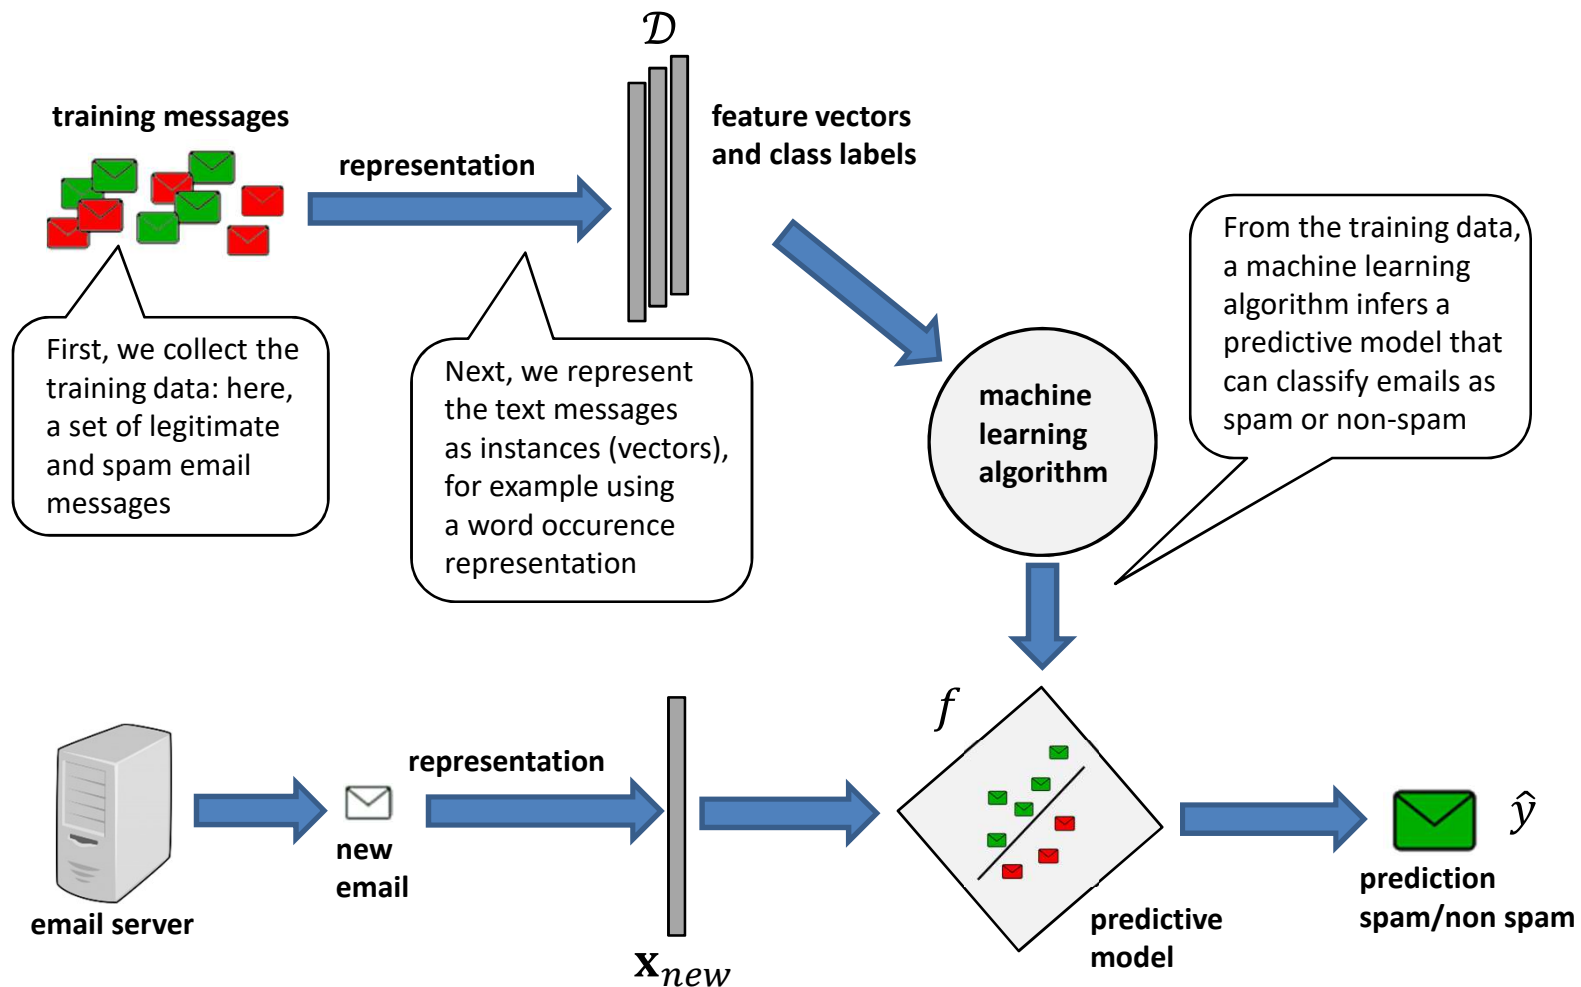 𝒟
training messages
feature vectors
and class labels
representation
From the training data,
a machine learning
algorithm infers a
predictive model that
can classify emails as
spam or non-spam
First, we collect the
training data: here,
a set of legitimate
and spam email
messages
Next, we represent
the text messages
as instances (vectors),
for example using
a word occurence
representation
machine
learning
algorithm
f
representation
new
email
email server
x_new
predictive
model
ŷ
prediction
spam/non spam